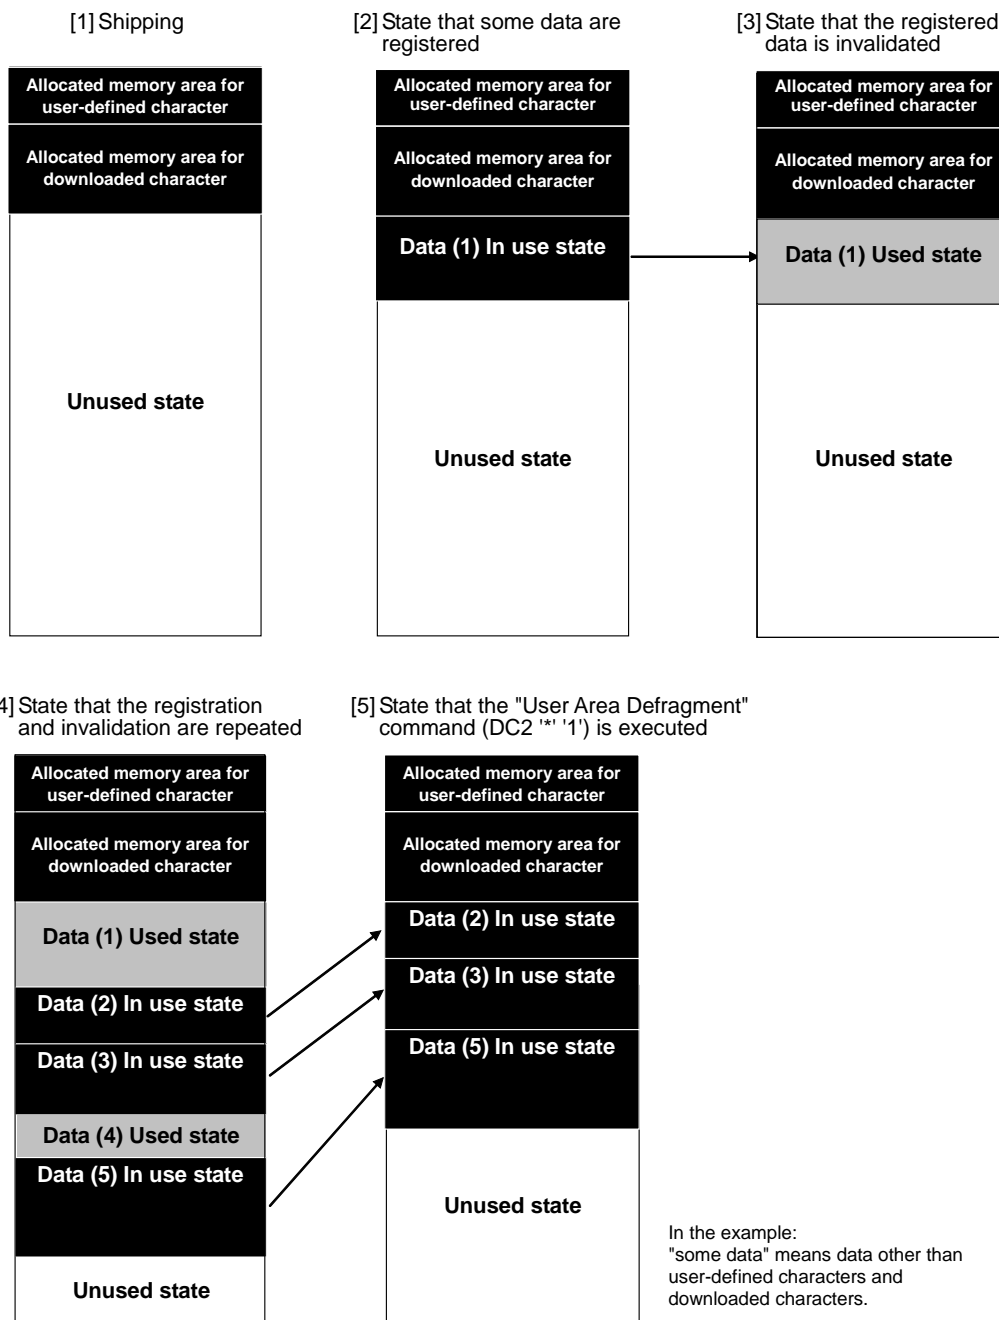 [1] Shipping
Allocated memory area for
user-defined character
Allocated memory area for
downloaded character
Unused state
[2] State that some data are
registered
Allocated memory area for
user-defined character
Allocated memory area for
downloaded character
Data (1) In use state
Unused state
[3] State that the registered
data is invalidated
Allocated memory area for
user-defined character
Allocated memory area for
downloaded character
Data (1) Used state
Unused state
4] State that the registration
and invalidation are repeated
Allocated memory area for
user-defined character
Allocated memory area for
downloaded character
Data (1) Used state
Data (2) In use state
Data (3) In use state
Data (4) Used state
Data (5) In use state
Unused state
[5] State that the "User Area Defragment"
command (DC2 '*' '1') is executed
Allocated memory area for
user-defined character
Allocated memory area for
downloaded character
Data (2) In use state
Data (3) In use state
Data (5) In use state
Unused state
In the example:
"some data" means data other than
user-defined characters and
downloaded characters.